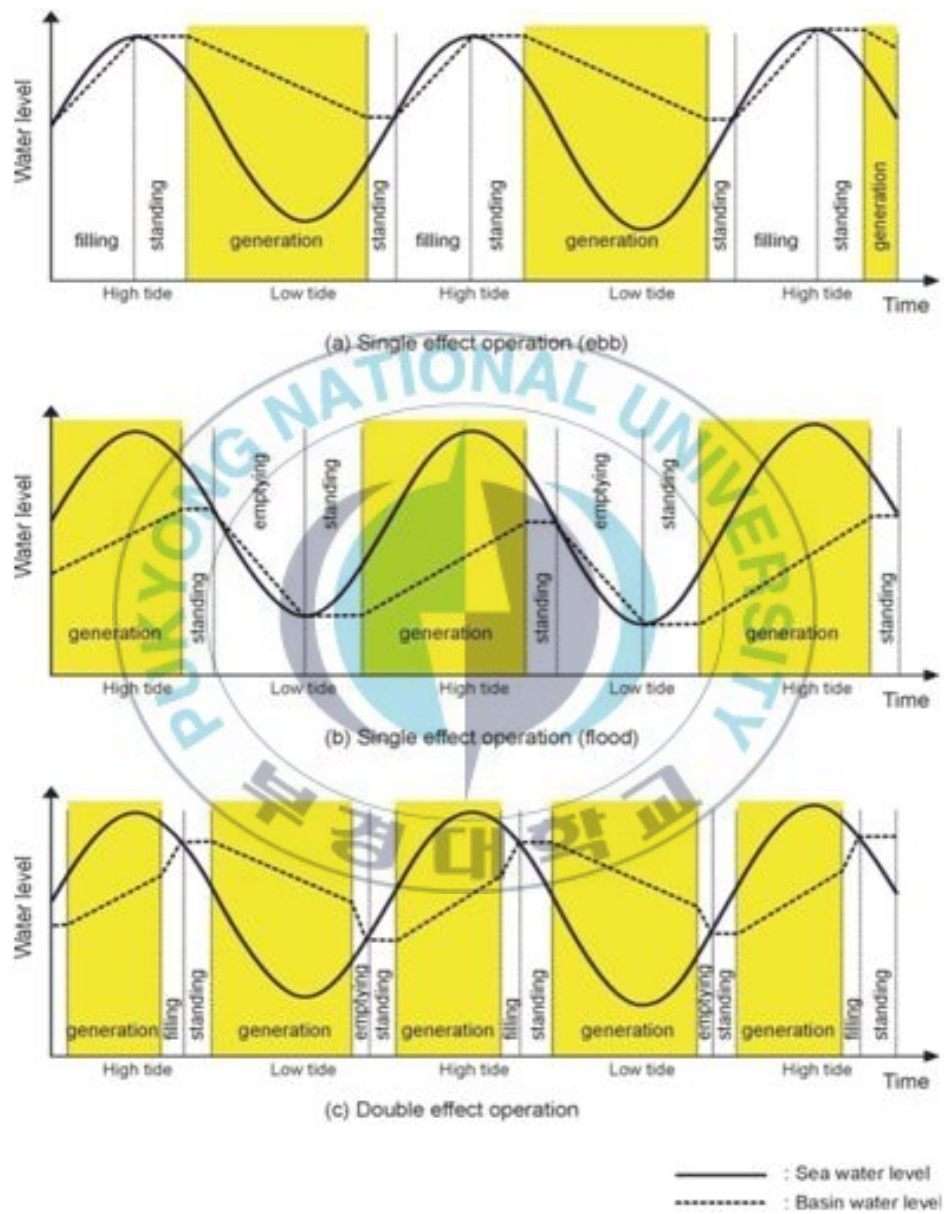 Water level
filling
standing
generation
standing
filling
standing
generation
standing
filling
standing
generation
High tide
Low tide
High tide
Low tide
High tide
Time
(a) Single effect operation (ebb)
PUKYONG NATIONAL UNIVERSITY
Water level
generation
standing
emptying
standing
generation
standing
emptying
standing
generation
standing
High tide
Low tide
High tide
Low tide
High tide
Time
(b) Single effect operation (flood)
부경대학교
Water level
generation
filling
standing
generation
emptying
standing
generation
filling
standing
generation
emptying
standing
generation
filling
standing
High tide
Low tide
High tide
Low tide
High tide
Time
(c) Double effect operation
: Sea water level
: Basin water level